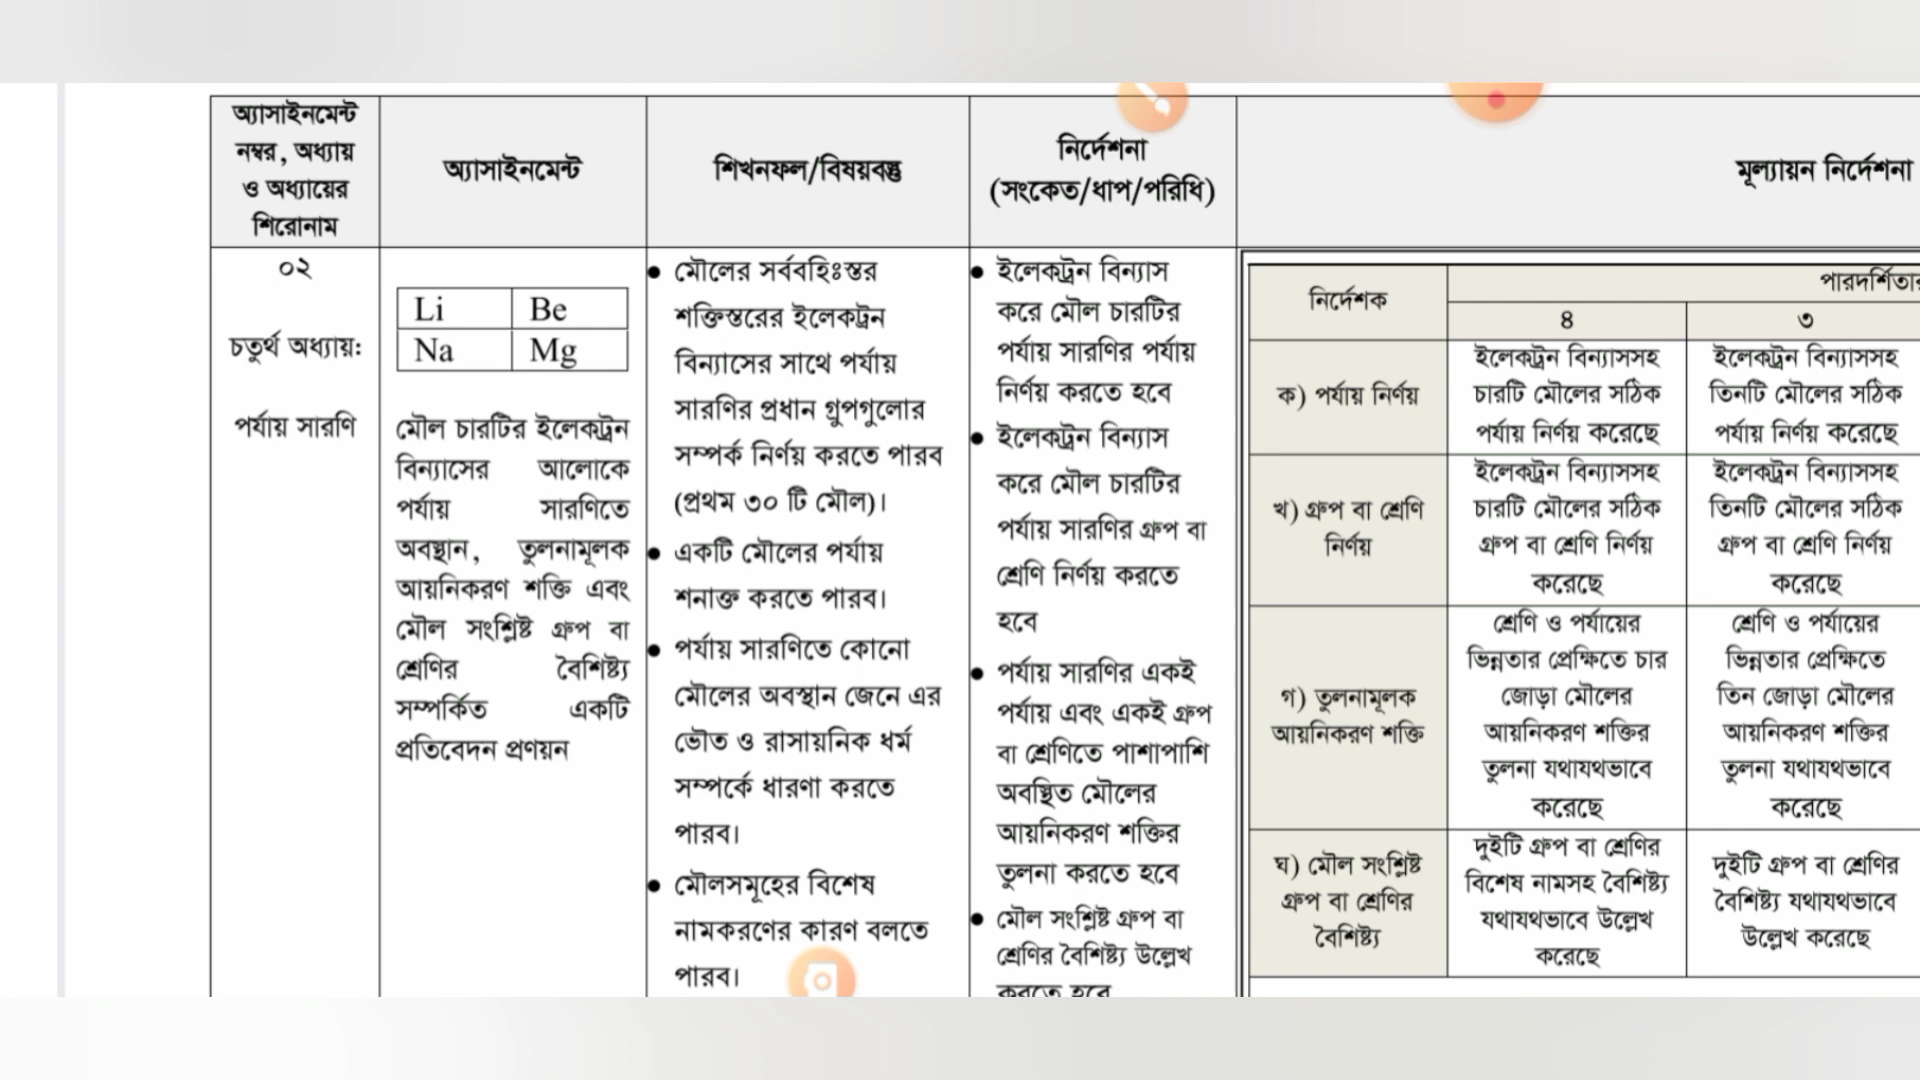 অ্যাসাইনমেন্ট
নম্বর, অধ্যায়
ও অধ্যায়ের
শিরোনাম
অ্যাসাইনমেন্ট
শিখনফল/বিষয়বস্তু
নির্দেশনা
(সংকেত/ধাপ/পরিধি)
মূল্যায়ন নির্দেশনা
০২
চতুর্থ অধ্যায়ঃ
পর্যায় সারণি
Li Be
Na Mg
মৌল চারটির ইলেকট্রন
বিন্যাসের আলোকে
পর্যায় সারণিতে
অবস্থান, তুলনামূলক
আয়নিকরণ শক্তি এবং
মৌল সংশ্লিষ্ট গ্রুপ বা
শ্রেণির বৈশিষ্ট্য
সম্পর্কিত একটি
প্রতিবেদন প্রণয়ন
● মৌলের সর্ববহিঃস্তর
শক্তিস্তরের ইলেকট্রন
বিন্যাসের সাথে পর্যায়
সারণির প্রধান গ্রুপগুলোর
সম্পর্ক নির্ণয় করতে পারব
(প্রথম ৩০ টি মৌল)।
● একটি মৌলের পর্যায়
শনাক্ত করতে পারব।
● পর্যায় সারণিতে কোনো
মৌলের অবস্থান জেনে এর
ভৌত ও রাসায়নিক ধর্ম
সম্পর্কে ধারণা করতে
পারব।
● মৌলসমূহের বিশেষ
নামকরণের কারণ বলতে
পারব।
● ইলেকট্রন বিন্যাস
করে মৌল চারটির
পর্যায় সারণির পর্যায়
নির্ণয় করতে হবে
● ইলেকট্রন বিন্যাস
করে মৌল চারটির
পর্যায় সারণির গ্রুপ বা
শ্রেণি নির্ণয় করতে
হবে
● পর্যায় সারণির একই
পর্যায় এবং একই গ্রুপ
বা শ্রেণিতে পাশাপাশি
অবস্থিত মৌলের
আয়নিকরণ শক্তির
তুলনা করতে হবে
● মৌল সংশ্লিষ্ট গ্রুপ বা
শ্রেণির বৈশিষ্ট্য উল্লেখ
করতে হবে
নির্দেশক
পারদর্শিতার
৪
৩
ক) পর্যায় নির্ণয়
ইলেকট্রন বিন্যাসসহ
চারটি মৌলের সঠিক
পর্যায় নির্ণয় করেছে
ইলেকট্রন বিন্যাসসহ
তিনটি মৌলের সঠিক
পর্যায় নির্ণয় করেছে
খ) গ্রুপ বা শ্রেণি
নির্ণয়
ইলেকট্রন বিন্যাসসহ
চারটি মৌলের সঠিক
গ্রুপ বা শ্রেণি নির্ণয়
করেছে
ইলেকট্রন বিন্যাসসহ
তিনটি মৌলের সঠিক
গ্রুপ বা শ্রেণি নির্ণয়
করেছে
গ) তুলনামূলক
আয়নিকরণ শক্তি
শ্রেণি ও পর্যায়ের
ভিন্নতার প্রেক্ষিতে চার
জোড়া মৌলের
আয়নিকরণ শক্তির
তুলনা যথাযথভাবে
করেছে
শ্রেণি ও পর্যায়ের
ভিন্নতার প্রেক্ষিতে
তিন জোড়া মৌলের
আয়নিকরণ শক্তির
তুলনা যথাযথভাবে
করেছে
ঘ) মৌল সংশ্লিষ্ট
গ্রুপ বা শ্রেণির
বৈশিষ্ট্য
দুইটি গ্রুপ বা শ্রেণির
বিশেষ নামসহ বৈশিষ্ট্য
যথাযথভাবে উল্লেখ
করেছে
দুইটি গ্রুপ বা শ্রেণির
বৈশিষ্ট্য যথাযথভাবে
উল্লেখ করেছে